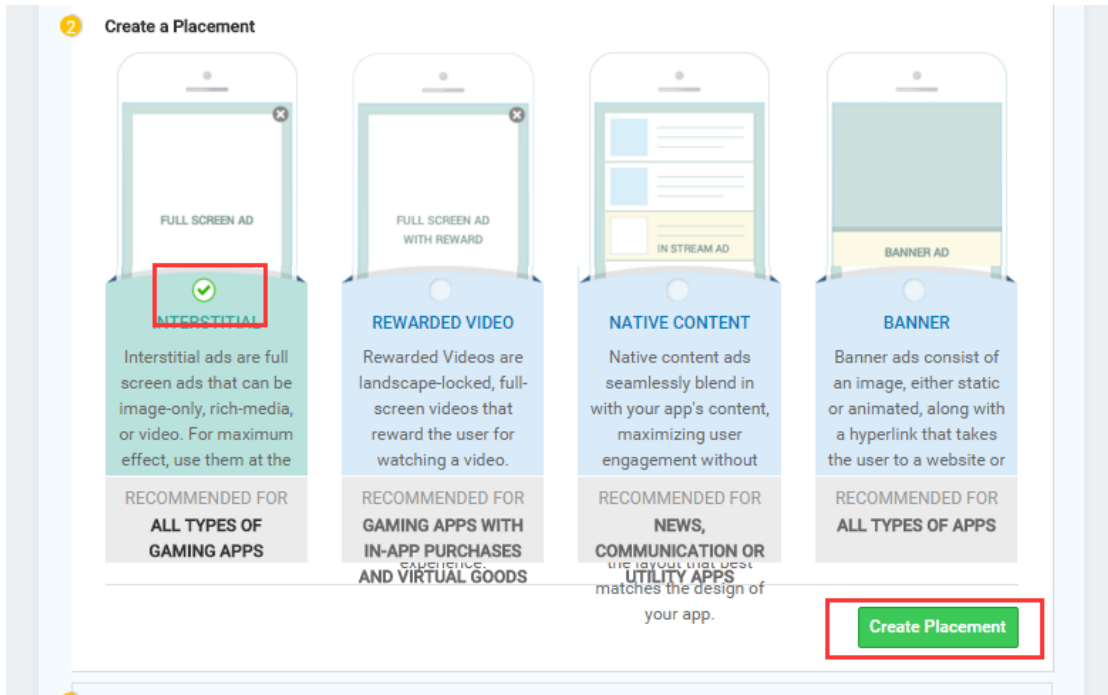 2 Create a Placement
FULL SCREEN AD
INTERSTITIAL
Interstitial ads are full
screen ads that can be
image-only, rich-media,
or video. For maximum
effect, use them at the
RECOMMENDED FOR
ALL TYPES OF
GAMING APPS
FULL SCREEN AD
WITH REWARD
REWARDED VIDEO
Rewarded Videos are
landscape-locked, full-
screen videos that
reward the user for
watching a video.
RECOMMENDED FOR
GAMING APPS WITH
IN-APP PURCHASES
experience.
AND VIRTUAL GOODS
IN STREAM AD
NATIVE CONTENT
Native content ads
seamlessly blend in
with your app's content,
maximizing user
engagement without
RECOMMENDED FOR
NEWS,
COMMUNICATION OR
the layout that best
UTILITY APPS
matches the design of
your app.
BANNER AD
BANNER
Banner ads consist of
an image, either static
or animated, along with
a hyperlink that takes
the user to a website or
RECOMMENDED FOR
ALL TYPES OF APPS
Create Placement